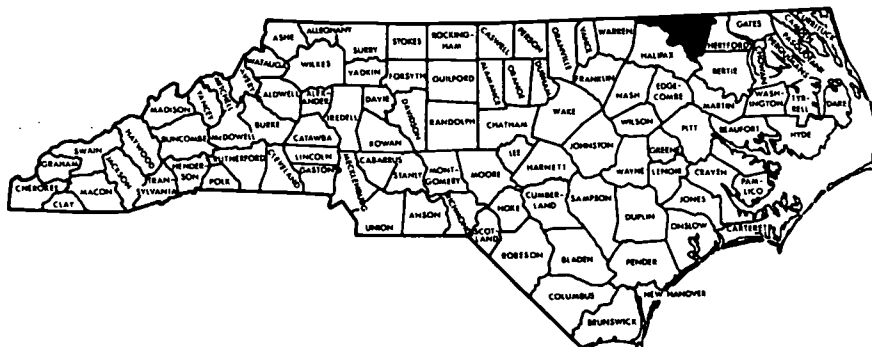 ASHE
ALLEGHANY
SURRY
STOKES
ROCKING-
HAM
CASWELL
PERSON
GRANVILLE
VANCE
WARREN
HALIFAX
HERTFORD
GATES
CURRITUCK
CAMDEN
PASQUOTANK
PERQUIMANS
CHOWAN
BERTIE
WATAUGA
WILKES
YADKIN
FORSYTH
GUILFORD
ALAMANCE
ORANGE
DURHAM
FRANKLIN
NASH
EDGE-
COMBE
MARTIN
WASH-
INGTON
TYR-
RELL
DARE
MADISON
YANCEY
MITCHELL
AVERY
ALDWELL
ALEX-
ANDER
IREDELL
DAVIE
DAVIDSON
RANDOLPH
CHATHAM
WAKE
WILSON
PITT
BEAUFORT
HYDE
BUNCOMBE
McDOWELL
BURKE
CATAWBA
ROWAN
JOHNSTON
GREENE
SWAIN
HAYWOOD
GRAHAM
JACKSON
HENDER-
SON
RUTHERFORD
CLEVELAND
LINCOLN
GASTON
MECKLENBURG
CABARRUS
STANLY
MONT-
GOMERY
MOORE
LEE
HARNETT
WAYNE
LENOIR
CRAVEN
PAM-
LICO
CHEROKEE
CLAY
MACON
TRAN-
SYLVANIA
POLK
UNION
ANSON
RICHMOND
SCOT-
LAND
HOKE
CUMBER-
LAND
SAMPSON
DUPLIN
JONES
ONSLOW
CARTERET
ROBESON
BLADEN
PENDER
COLUMBUS
NEW HANOVER
BRUNSWICK